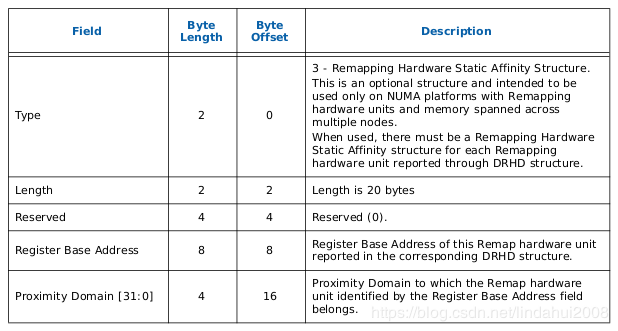 Field
Byte
Length
Byte
Offset
Description
Type
2
0
3 - Remapping Hardware Static Affinity Structure.
This is an optional structure and intended to be
used only on NUMA platforms with Remapping
hardware units and memory spanned across
multiple nodes.
When used, there must be a Remapping Hardware
Static Affinity structure for each Remapping
hardware unit reported through DRHD structure.
Length
2
2
Length is 20 bytes
Reserved
4
4
Reserved (0).
Register Base Address
8
8
Register Base Address of this Remap hardware unit
reported in the corresponding DRHD structure.
Proximity Domain [31:0]
4
16
Proximity Domain to which the Remap hardware
unit identified by the Register Base Address field
belongs.
https://blog.csdn.net/lindahui2008